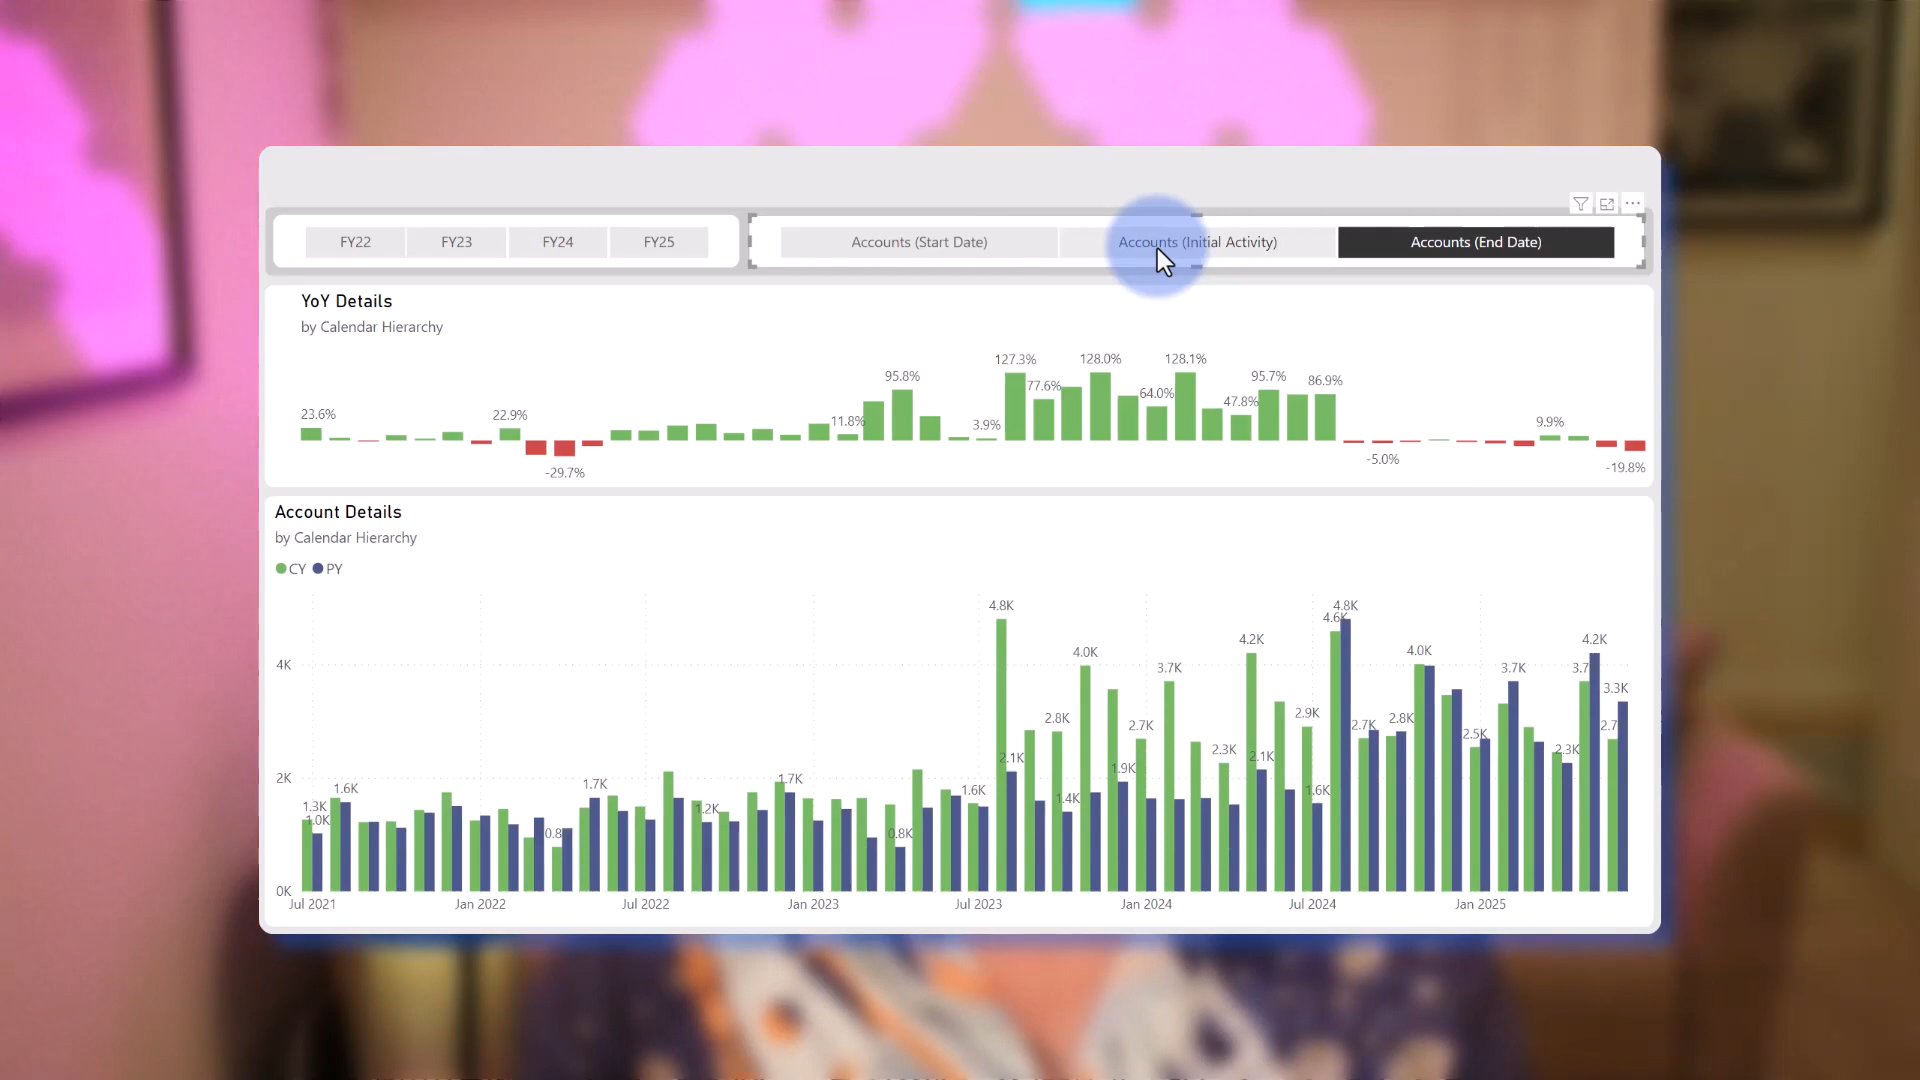 FY22 FY23 FY24 FY25 Accounts (Start Date) Accounts (Initial Activity) Accounts (End Date)
YoY Details
by Calendar Hierarchy
23.6% 22.9% -29.7% 11.8% 95.8% 3.9% 127.3% 77.6% 128.0% 64.0% 128.1% 47.8% 95.7% 86.9% -5.0% 9.9% -19.8%
Account Details
by Calendar Hierarchy
CY PY
4K
2K
0K
1.3K 1.0K 1.6K 0.8 1.7K 1.2K 1.7K 0.8K 1.6K 4.8K 2.1K 2.8K 1.4K 4.0K 1.9K 2.7K 3.7K 2.3K 4.2K 2.1K 2.9K 1.6K 4.6K 4.8K 2.7K 2.8K 4.0K 2.5K 3.7K 2.3K 3.7 4.2K 2.7 3.3K
Jul 2021 Jan 2022 Jul 2022 Jan 2023 Jul 2023 Jan 2024 Jul 2024 Jan 2025